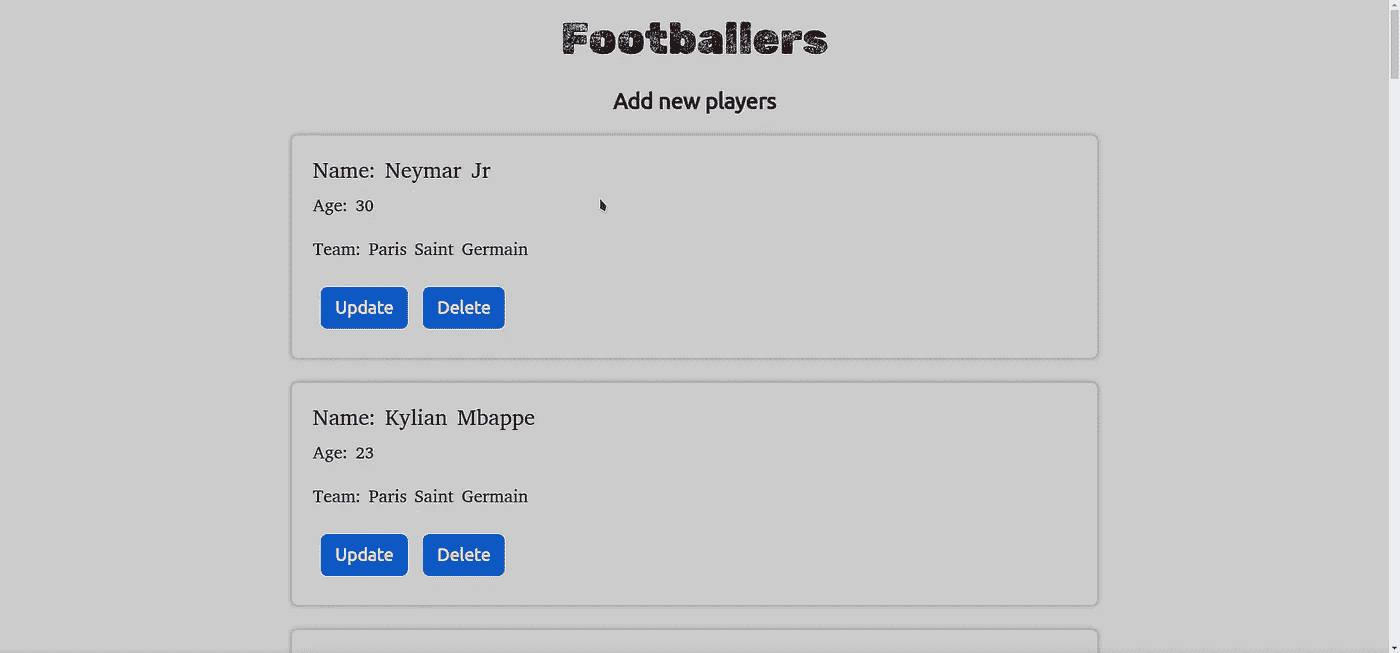 Footballers
Add new players
Name: Neymar Jr
Age: 30
Team: Paris Saint Germain
Update Delete
Name: Kylian Mbappe
Age: 23
Team: Paris Saint Germain
Update Delete